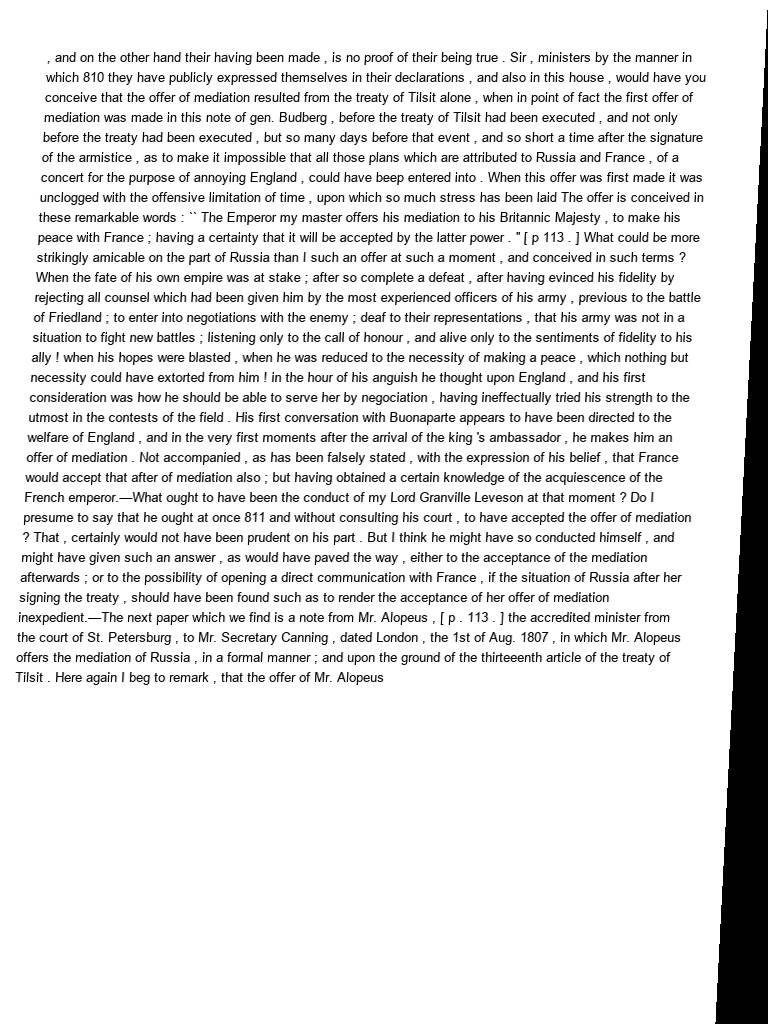 , and on the other hand their having been made , is no proof of their being true . Sir , ministers by the manner in
which 810 they have publicly expressed themselves in their declarations , and also in this house , would have you
conceive that the offer of mediation resulted from the treaty of Tilsit alone , when in point of fact the first offer of
mediation was made in this note of gen. Budberg , before the treaty of Tilsit had been executed , and not only
before the treaty had been executed , but so many days before that event , and so short a time after the signature
of the armistice , as to make it impossible that all those plans which are attributed to Russia and France , of a
concert for the purpose of annoying England , could have beep entered into . When this offer was first made it was
unclogged with the offensive limitation of time , upon which so much stress has been laid The offer is conceived in
these remarkable words : `` The Emperor my master offers his mediation to his Britannic Majesty , to make his
peace with France ; having a certainty that it will be accepted by the latter power . " [ p 113 . ] What could be more
strikingly amicable on the part of Russia than I such an offer at such a moment , and conceived in such terms ?
When the fate of his own empire was at stake ; after so complete a defeat , after having evinced his fidelity by
rejecting all counsel which had been given him by the most experienced officers of his army , previous to the battle
of Friedland ; to enter into negotiations with the enemy ; deaf to their representations , that his army was not in a
situation to fight new battles ; listening only to the call of honour , and alive only to the sentiments of fidelity to his
ally ! when his hopes were blasted , when he was reduced to the necessity of making a peace , which nothing but
necessity could have extorted from him ! in the hour of his anguish he thought upon England , and his first
consideration was how he should be able to serve her by negociation , having ineffectually tried his strength to the
utmost in the contests of the field . His first conversation with Buonaparte appears to have been directed to the
welfare of England , and in the very first moments after the arrival of the king 's ambassador , he makes him an
offer of mediation . Not accompanied , as has been falsely stated , with the expression of his belief , that France
would accept that after of mediation also ; but having obtained a certain knowledge of the acquiescence of the
French emperor.—What ought to have been the conduct of my Lord Granville Leveson at that moment ? Do I
presume to say that he ought at once 811 and without consulting his court , to have accepted the offer of mediation
? That , certainly would not have been prudent on his part . But I think he might have so conducted himself , and
might have given such an answer , as would have paved the way , either to the acceptance of the mediation
afterwards ; or to the possibility of opening a direct communication with France , if the situation of Russia after her
signing the treaty , should have been found such as to render the acceptance of her offer of mediation
inexpedient.—The next paper which we find is a note from Mr. Alopeus , [ p . 113 . ] the accredited minister from
the court of St. Petersburg , to Mr. Secretary Canning , dated London , the 1st of Aug. 1807 , in which Mr. Alopeus
offers the mediation of Russia , in a formal manner ; and upon the ground of the thirteeenth article of the treaty of
Tilsit . Here again I beg to remark , that the offer of Mr. Alopeus